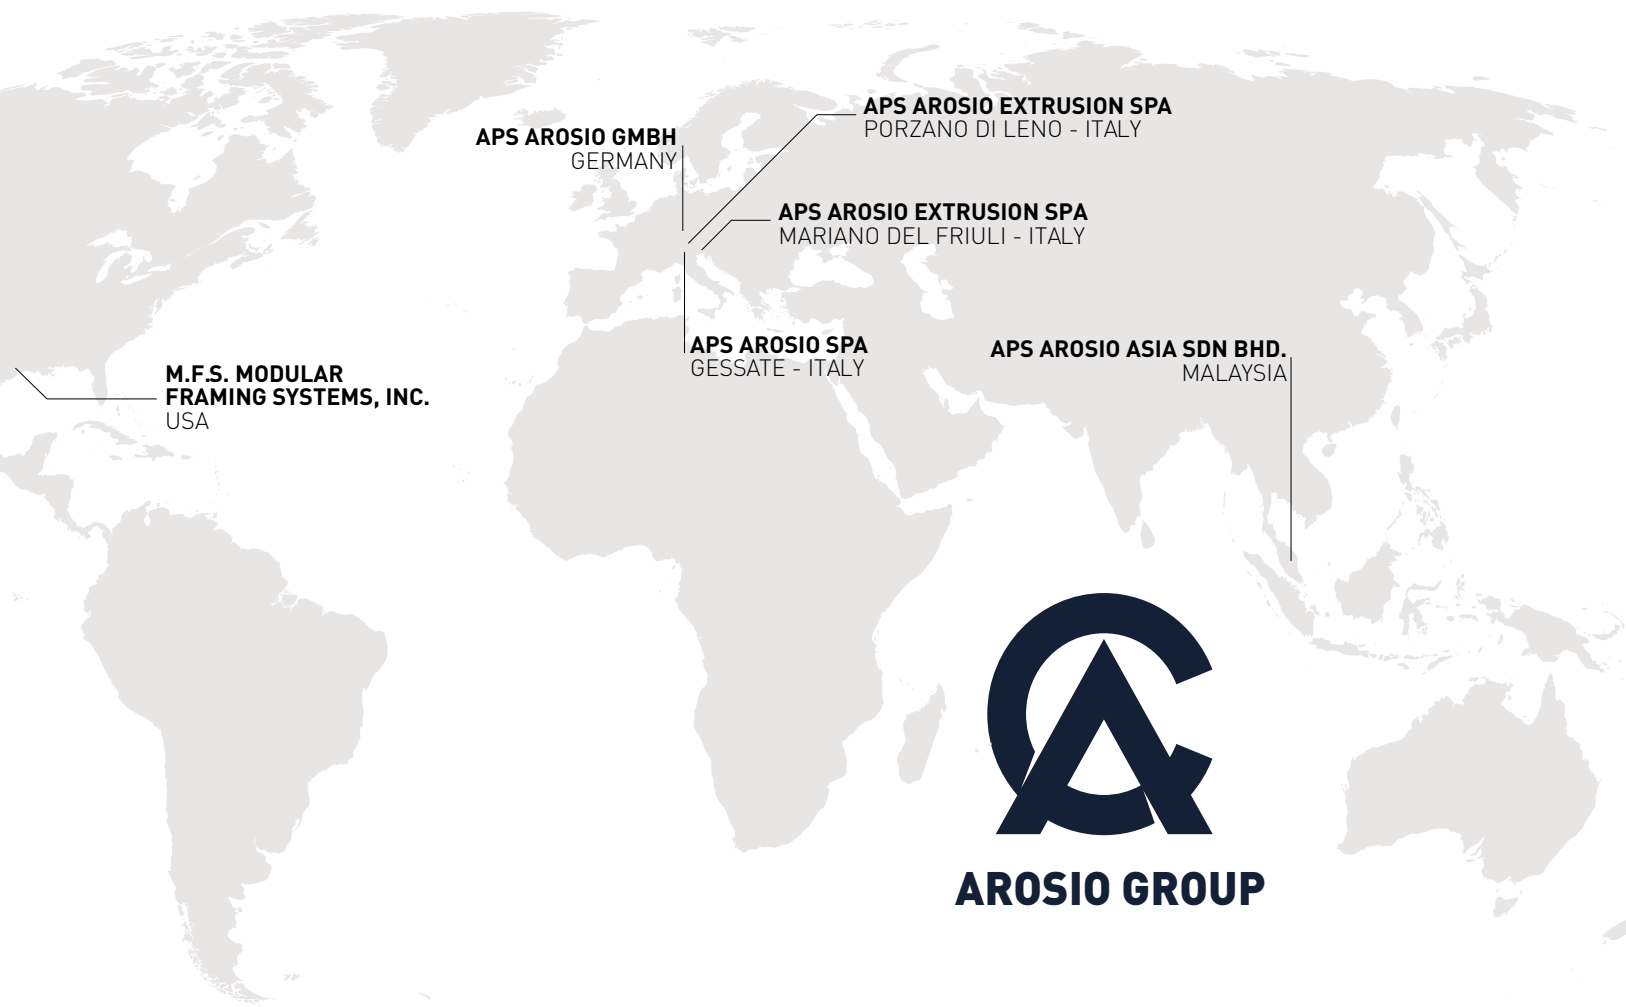 APS AROSIO EXTRUSION SPA
PORZANO DI LENO - ITALY
APS AROSIO GMBH
GERMANY
APS AROSIO EXTRUSION SPA
MARIANO DEL FRIULI - ITALY
APS AROSIO SPA
GESSATE - ITALY
APS AROSIO ASIA SDN BHD.
MALAYSIA
M.F.S. MODULAR
FRAMING SYSTEMS, INC.
USA
AROSIO GROUP